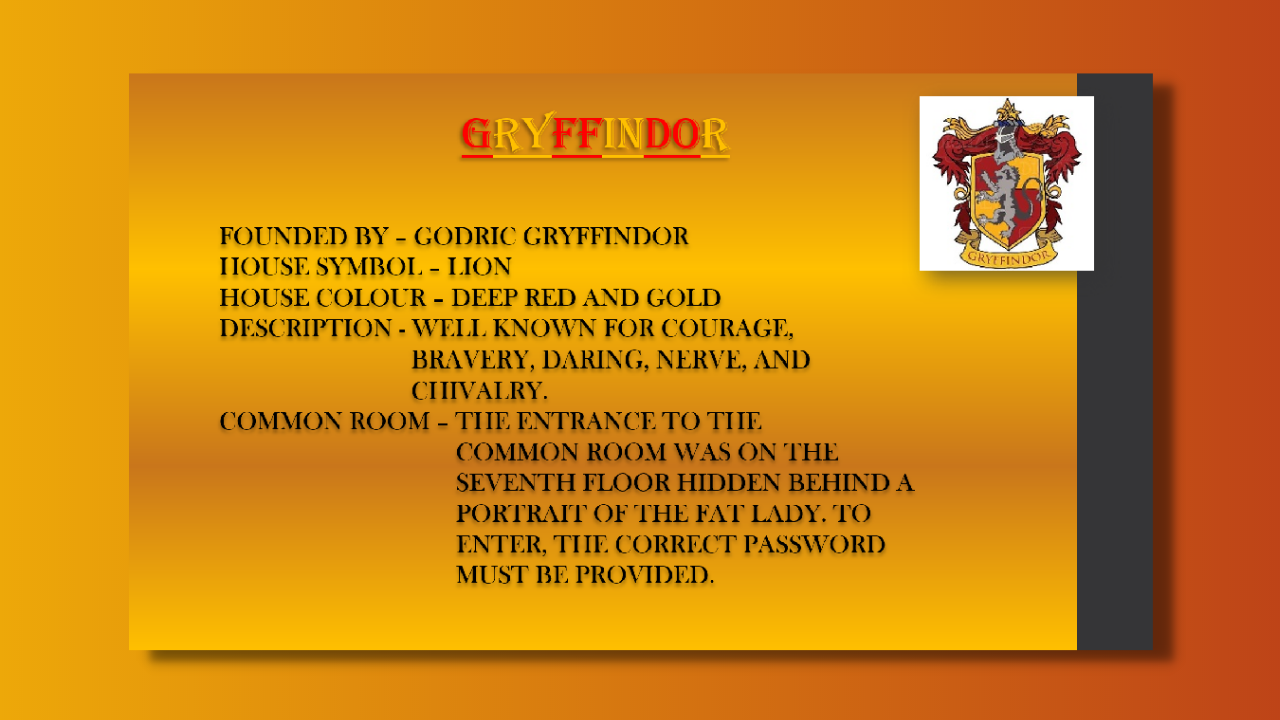 GRYFFINDOR
GRYFFINDOR
FOUNDED BY – GODRIC GRYFFINDOR
HOUSE SYMBOL – LION
HOUSE COLOUR – DEEP RED AND GOLD
DESCRIPTION - WELL KNOWN FOR COURAGE,
BRAVERY, DARING, NERVE, AND
CHIVALRY.
COMMON ROOM – THE ENTRANCE TO THE
COMMON ROOM WAS ON THE
SEVENTH FLOOR HIDDEN BEHIND A
PORTRAIT OF THE FAT LADY. TO
ENTER, THE CORRECT PASSWORD
MUST BE PROVIDED.